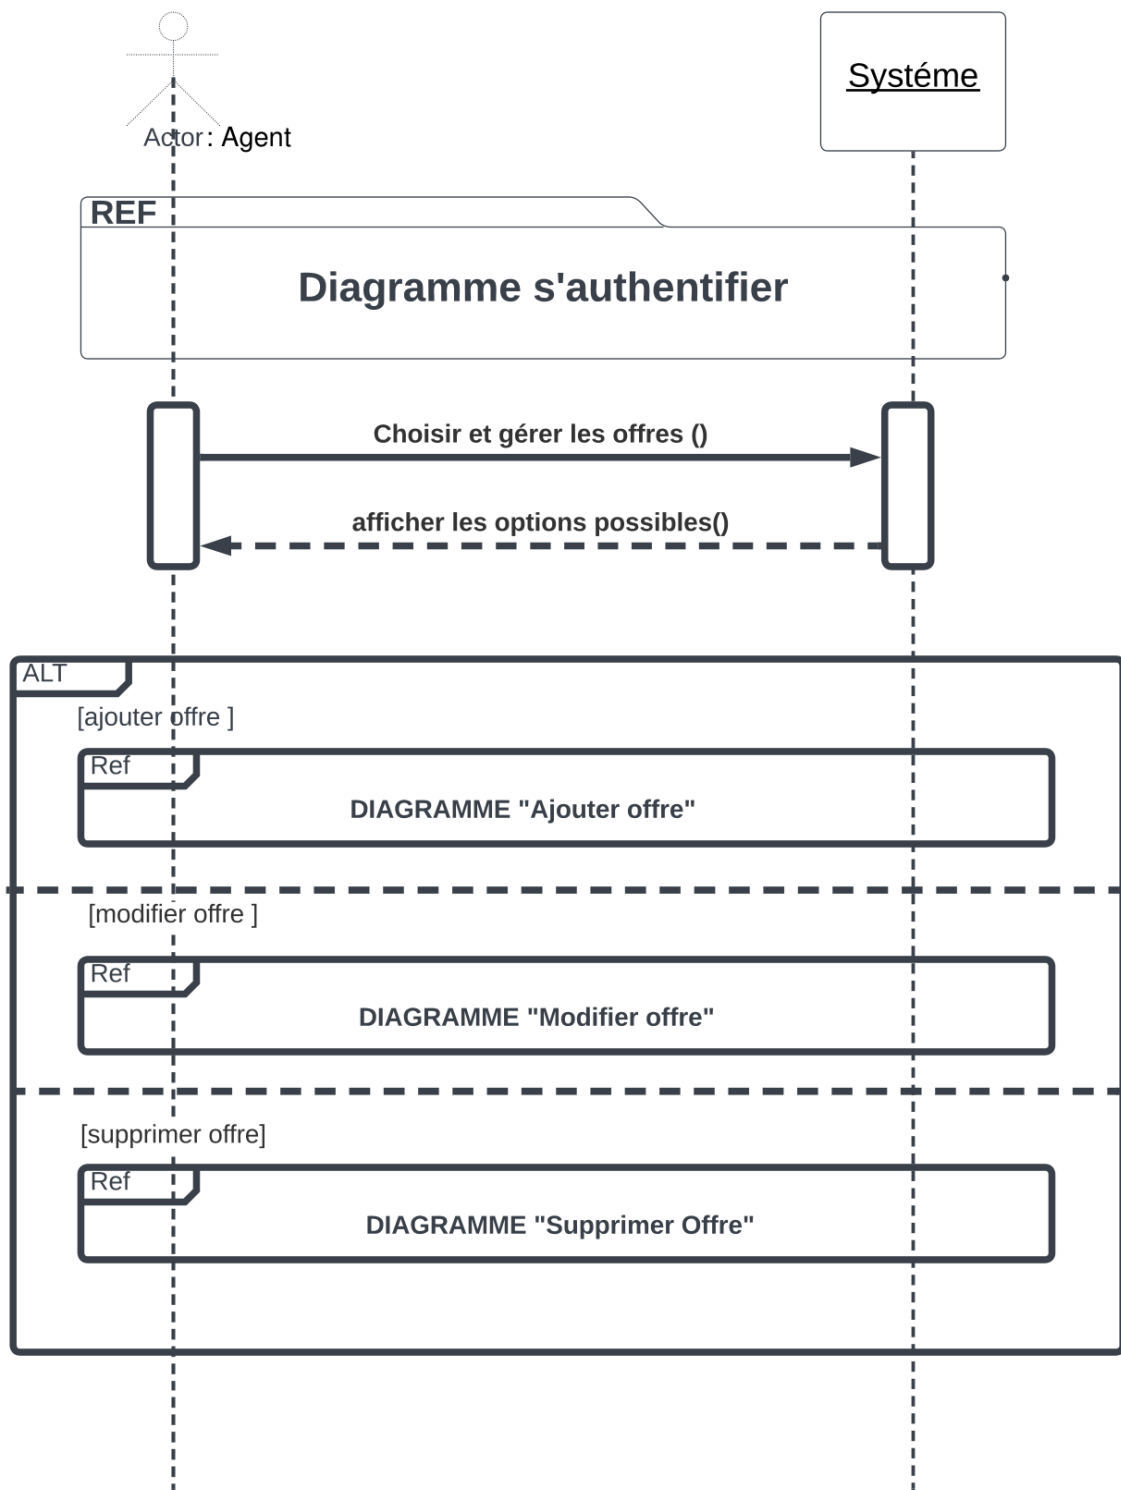 Systéme
Actor : Agent
REF
Diagramme s'authentifier
Choisir et gérer les offres ()
afficher les options possibles()
ALT
[ajouter offre ]
Ref
DIAGRAMME "Ajouter offre"
[modifier offre ]
Ref
DIAGRAMME "Modifier offre"
[supprimer offre]
Ref
DIAGRAMME "Supprimer Offre"